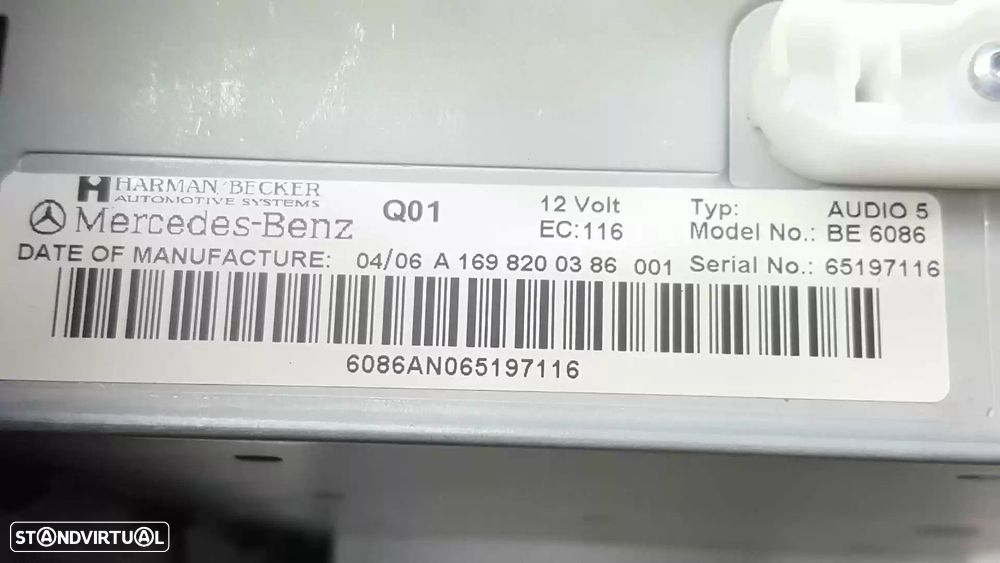 HARMAN/BECKER
AUTOMOTIVE SYSTEMS
Mercedes-Benz Q01 12 Volt EC:116 Typ: AUDIO 5
Model No.: BE 6086
DATE OF MANUFACTURE: 04/06 A 169 820 03 86 001 Serial No.: 65197116
6086AN065197116
STANDVIRTUAL